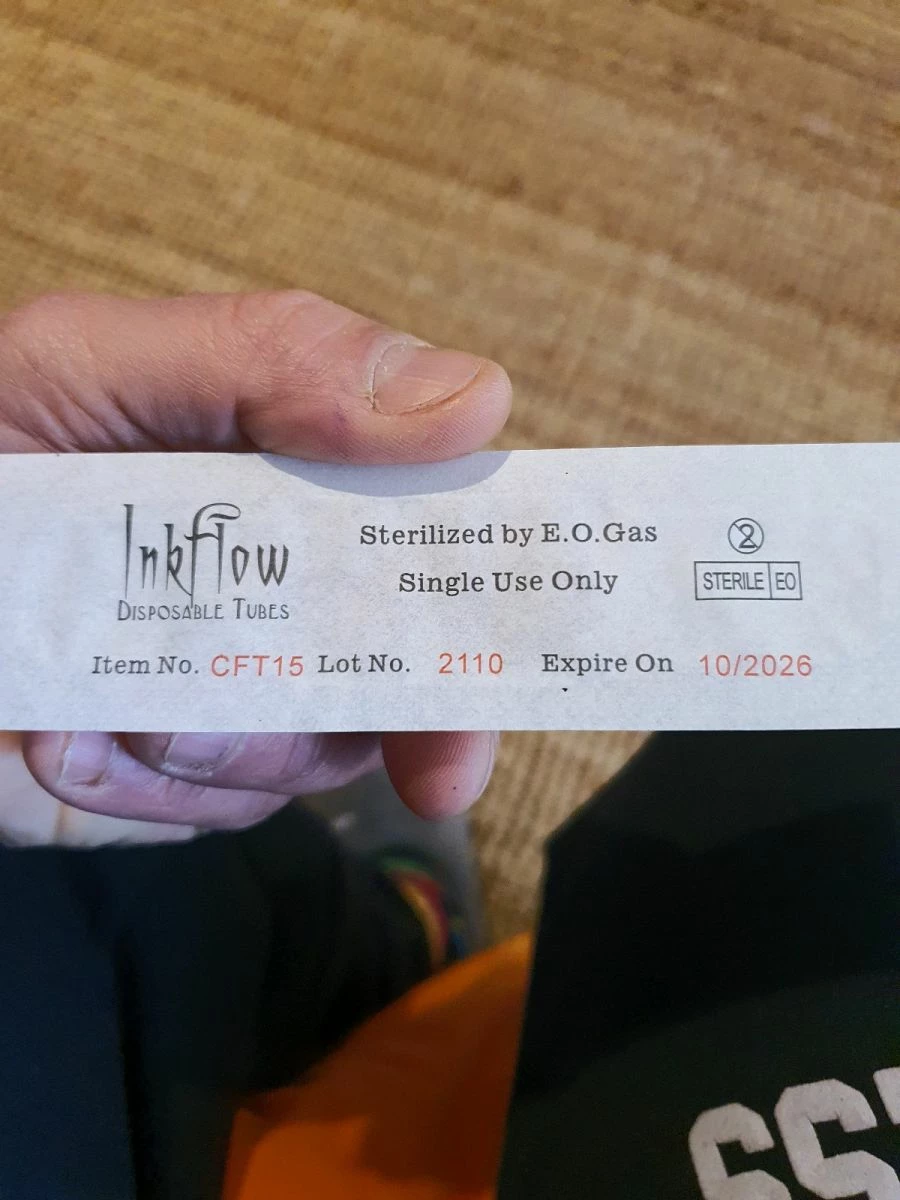 Inkflow
DISPOSABLE TUBES
Sterilized by E.O.Gas
Single Use Only
2
STERILE EO
Item No. CFT15 Lot No. 2110 Expire On 10/2026